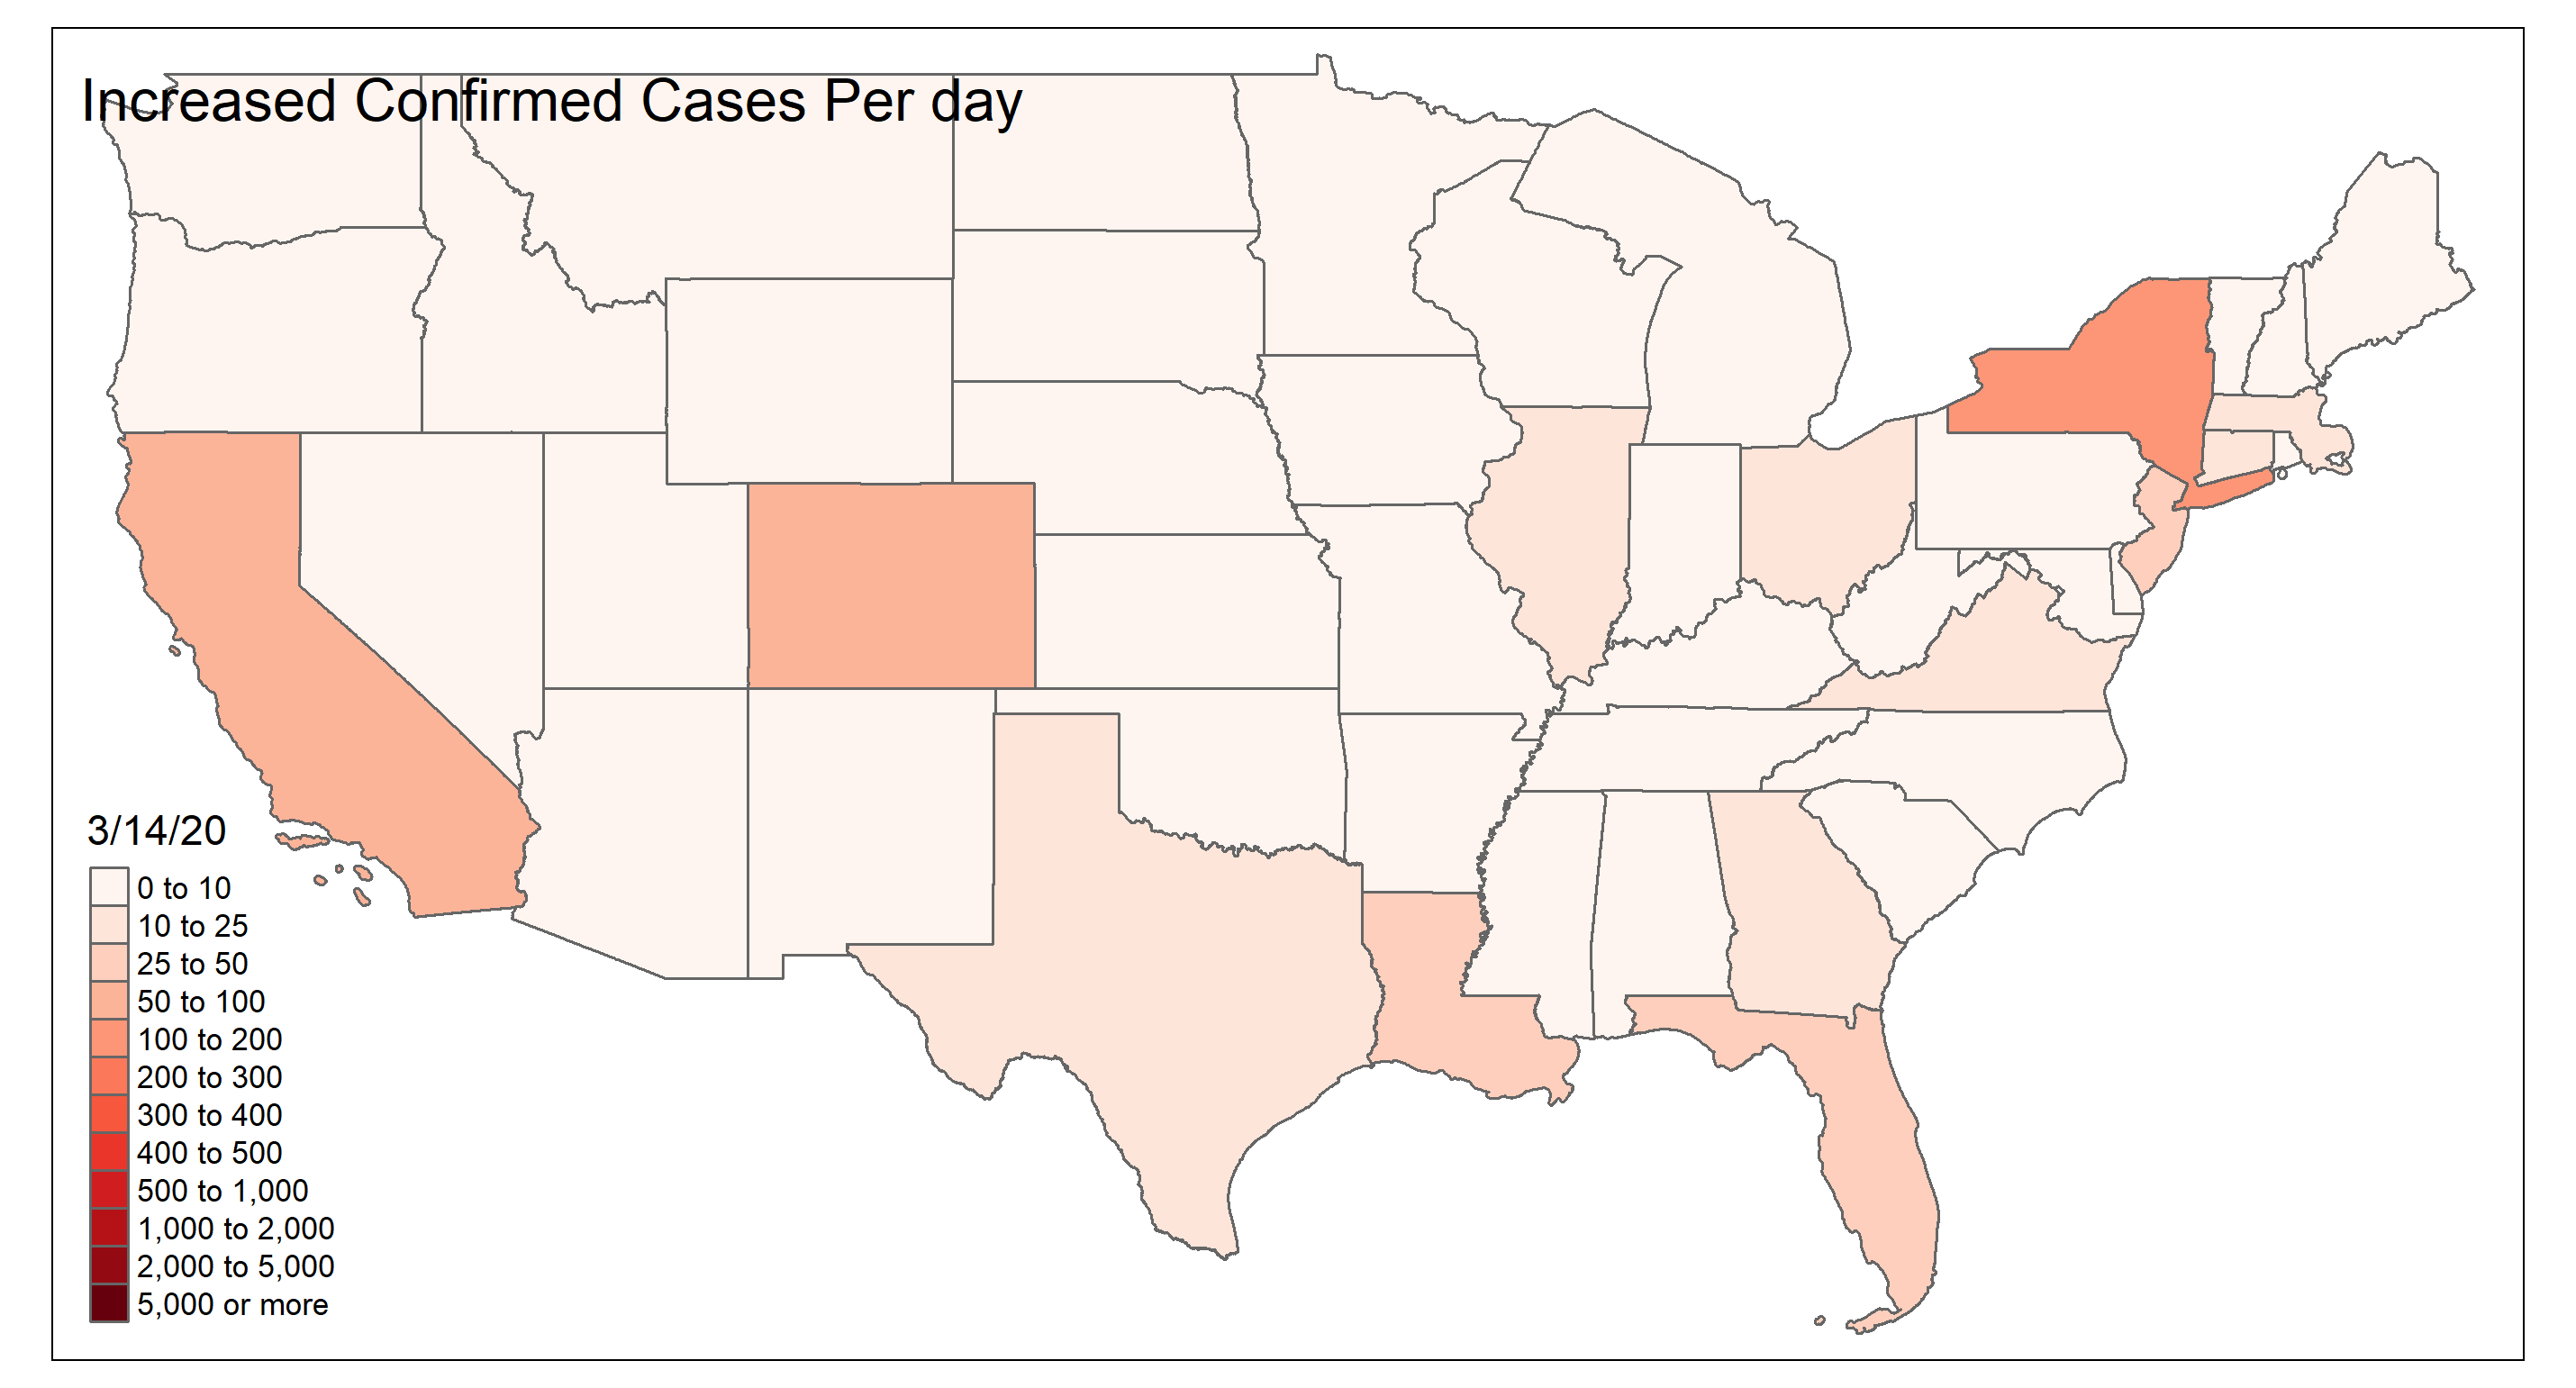 Increased Confirmed Cases Per day
3/14/20
0 to 10
10 to 25
25 to 50
50 to 100
100 to 200
200 to 300
300 to 400
400 to 500
500 to 1,000
1,000 to 2,000
2,000 to 5,000
5,000 or more